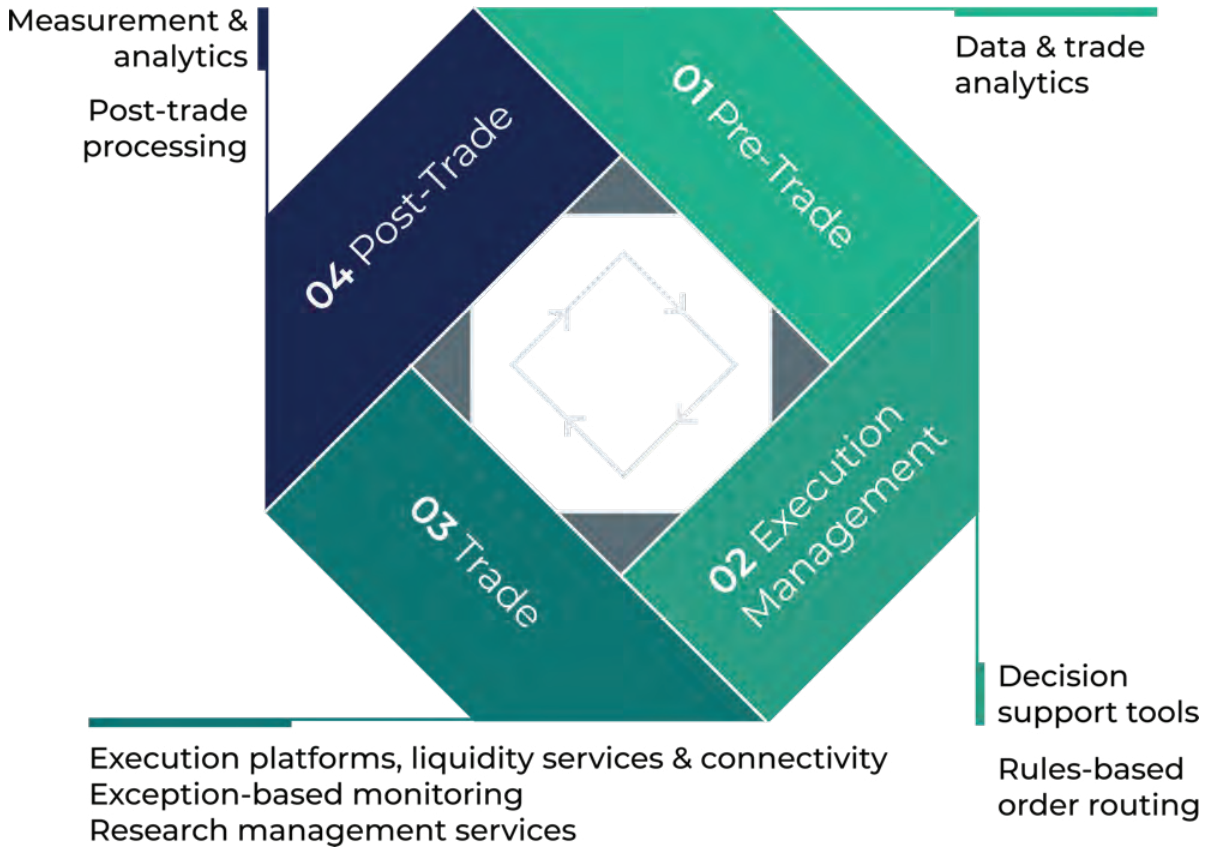 Measurement &
analytics
Post-trade
processing
04 Post-Trade
01 Pre-Trade
Data & trade
analytics
02 Execution
Management
Decision
support tools
Rules-based
order routing
03 Trade
Execution platforms, liquidity services & connectivity
Exception-based monitoring
Research management services